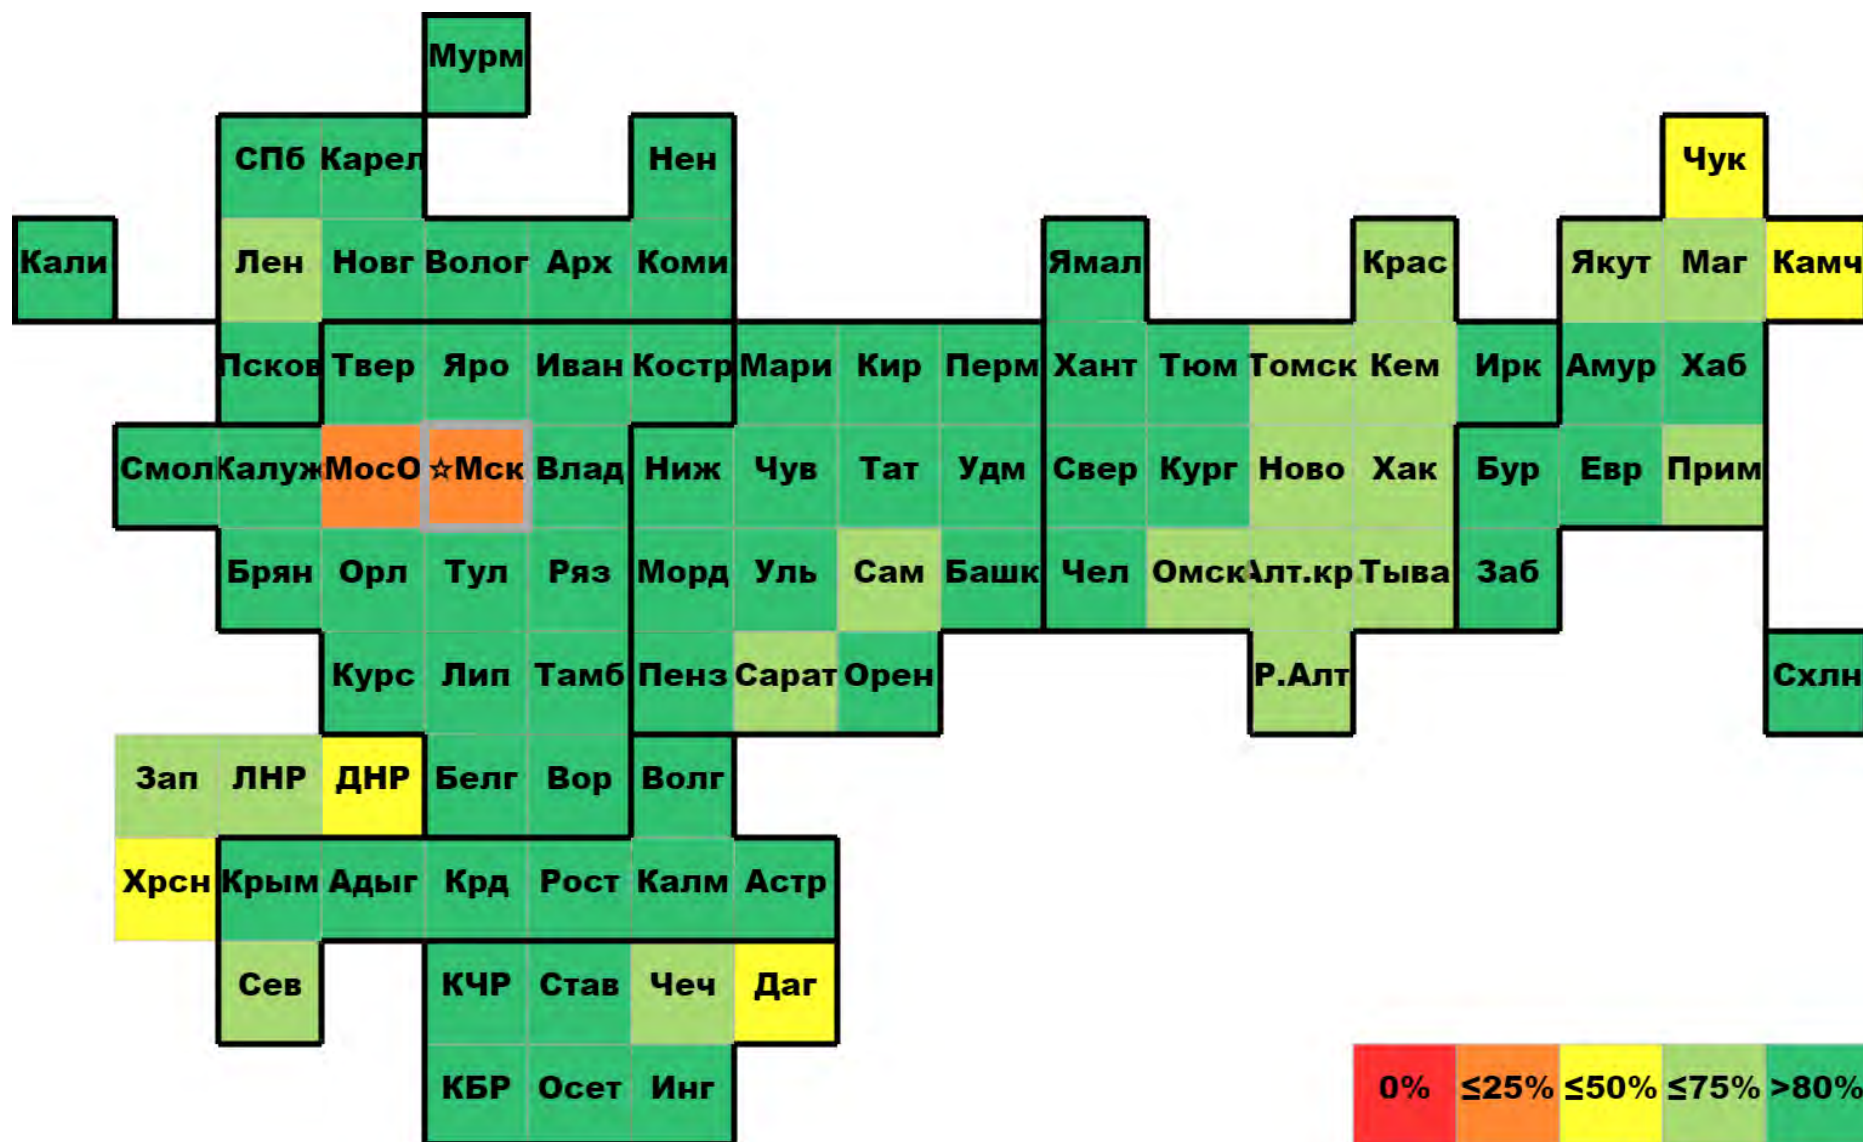 Мурм
СПб Карел Нен Чук
Кали Лен Новг Волог Арх Коми Ямал Крас Якут Маг Камч
Псков Твер Яро Иван Костр Мари Кир Перм Хант Тюм Томск Кем Ирк Амур Хаб
Смол Калуж МосО ☆Мск Влад Ниж Чув Тат Удм Свер Кург Ново Хак Бур Евр Прим
Брян Орл Тул Ряз Морд Уль Сам Башк Чел Омск Алт.кр. Тыва Заб
Курс Лип Тамб Пенз Сарат Орен Р.Алт Схлн
Зап ЛНР ДНР Белг Вор Волг
Хрсн Крым Адыг Крд Рост Калм Астр
Сев КЧР Став Чеч Даг
КБР Осет Инг 0% ≤25% ≤50% ≤75% >80%